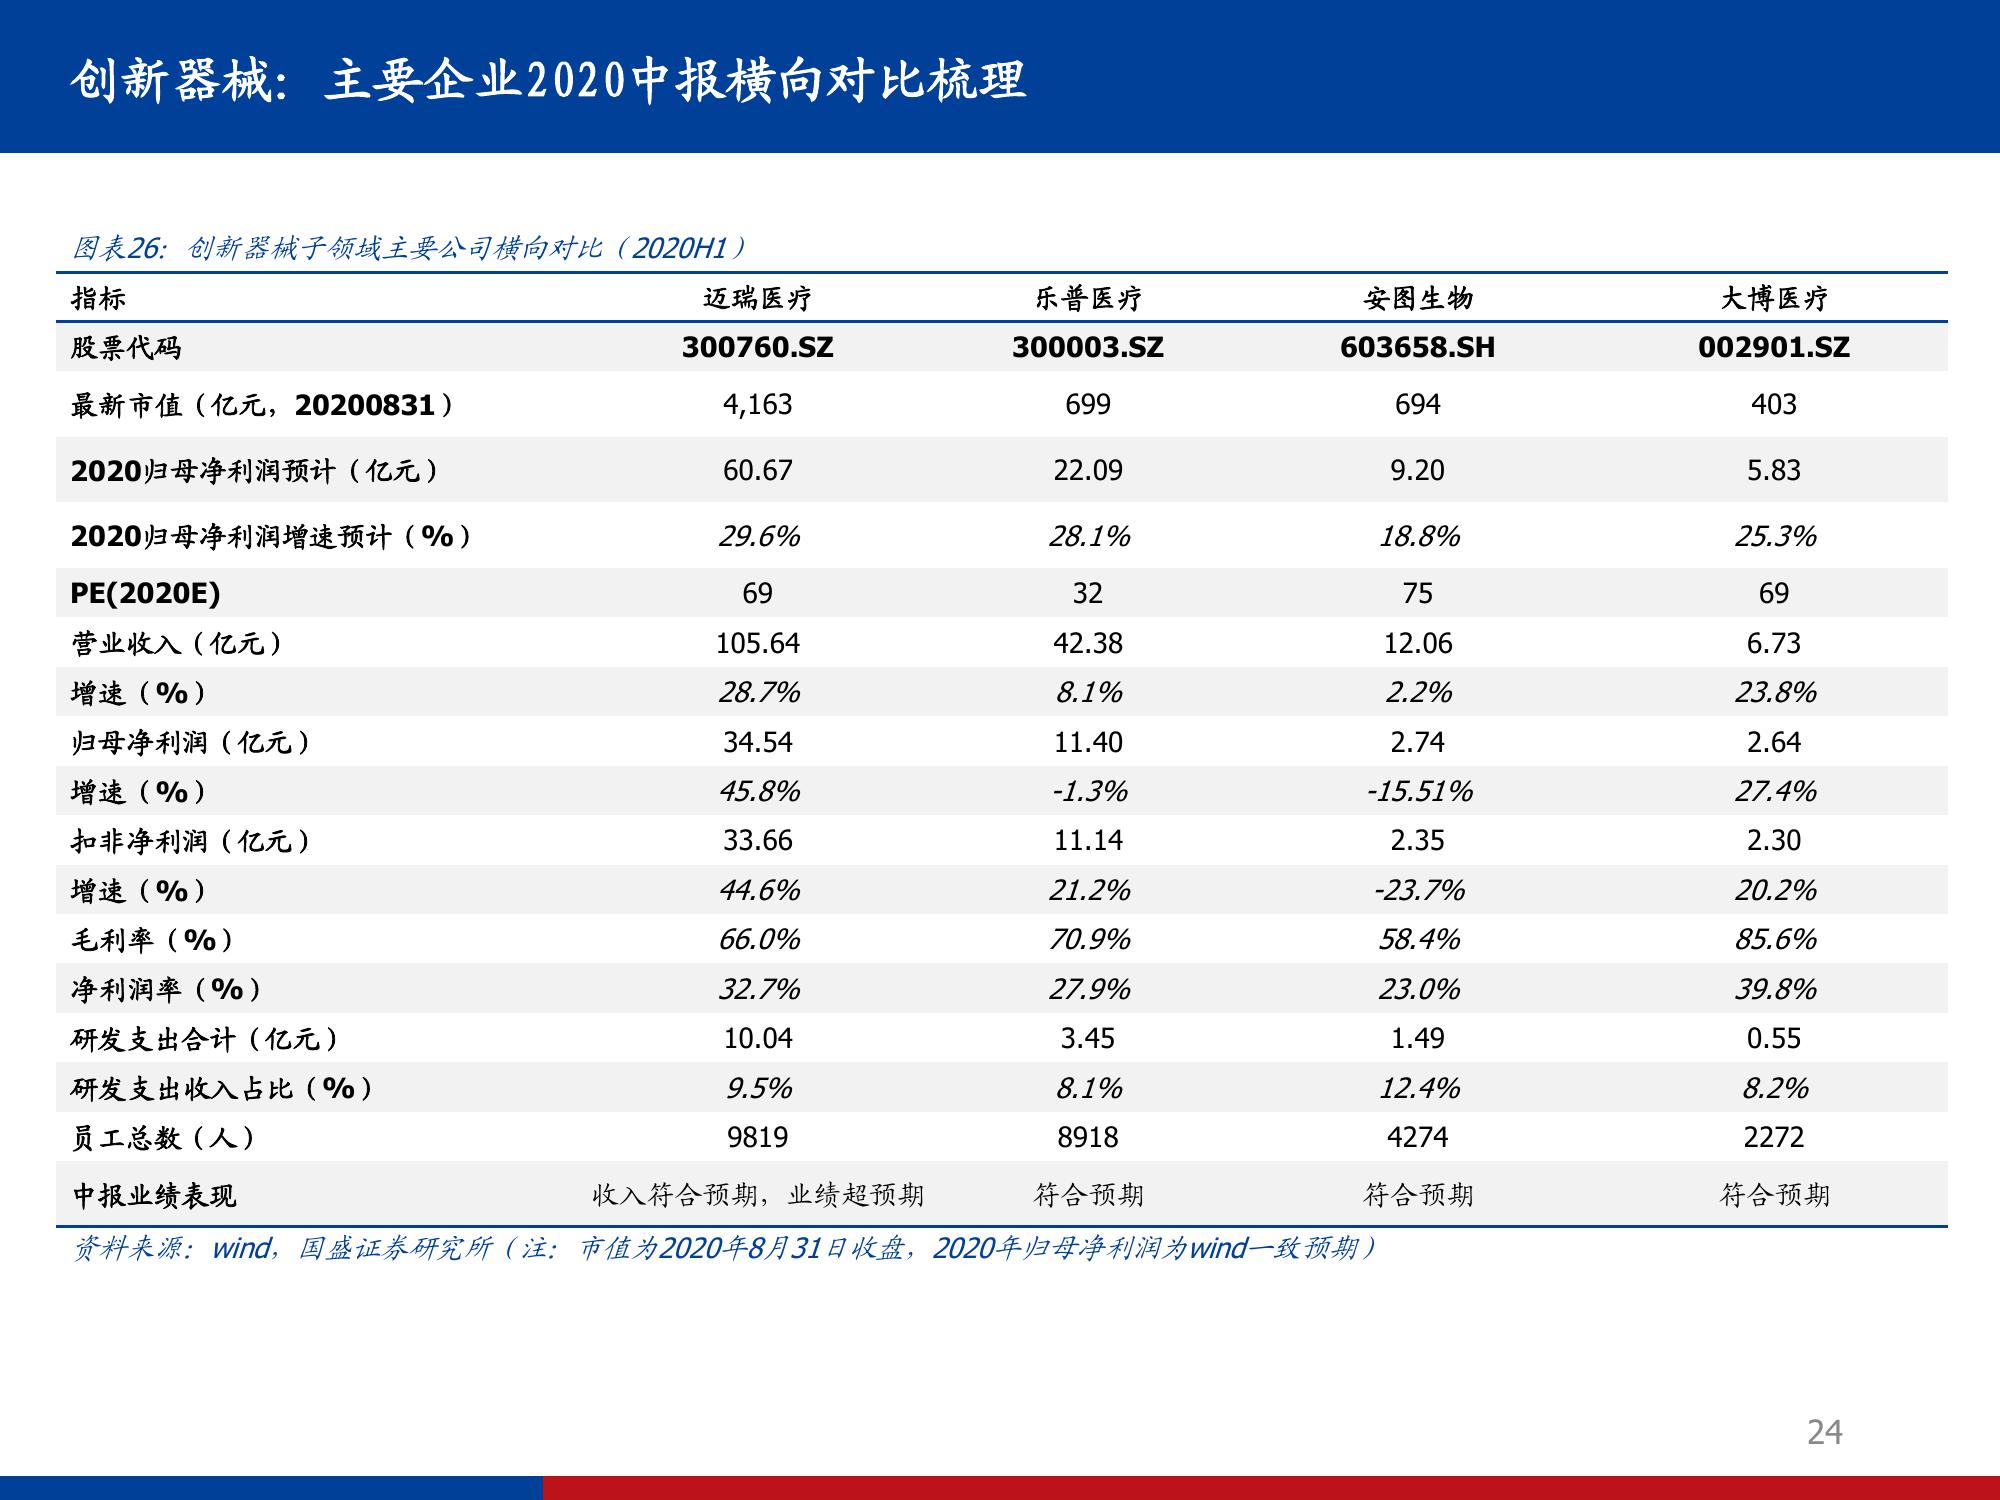 创新器械：主要企业2020中报横向对比梳理
图表26：创新器械子领域主要公司横向对比（2020H1）
指标 迈瑞医疗 乐普医疗 安图生物 大博医疗
股票代码 300760.SZ 300003.SZ 603658.SH 002901.SZ
最新市值（亿元，20200831） 4,163 699 694 403
2020归母净利润预计（亿元） 60.67 22.09 9.20 5.83
2020归母净利润增速预计（%） 29.6% 28.1% 18.8% 25.3%
PE(2020E) 69 32 75 69
营业收入（亿元） 105.64 42.38 12.06 6.73
增速（%） 28.7% 8.1% 2.2% 23.8%
归母净利润（亿元） 34.54 11.40 2.74 2.64
增速（%） 45.8% -1.3% -15.51% 27.4%
扣非净利润（亿元） 33.66 11.14 2.35 2.30
增速（%） 44.6% 21.2% -23.7% 20.2%
毛利率（%） 66.0% 70.9% 58.4% 85.6%
净利润率（%） 32.7% 27.9% 23.0% 39.8%
研发支出合计（亿元） 10.04 3.45 1.49 0.55
研发支出收入占比（%） 9.5% 8.1% 12.4% 8.2%
员工总数（人） 9819 8918 4274 2272
中报业绩表现 收入符合预期，业绩超预期 符合预期 符合预期 符合预期
资料来源：wind，国盛证券研究所（注：市值为2020年8月31日收盘，2020年归母净利润为wind一致预期）
24